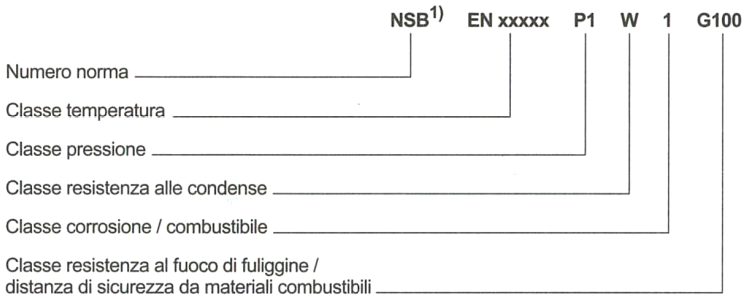 NSB1) EN xxxxx P1 W 1 G100
Numero norma
Classe temperatura
Classe pressione
Classe resistenza alle condense
Classe corrosione / combustibile
Classe resistenza al fuoco di fuliggine /
distanza di sicurezza da materiali combustibili